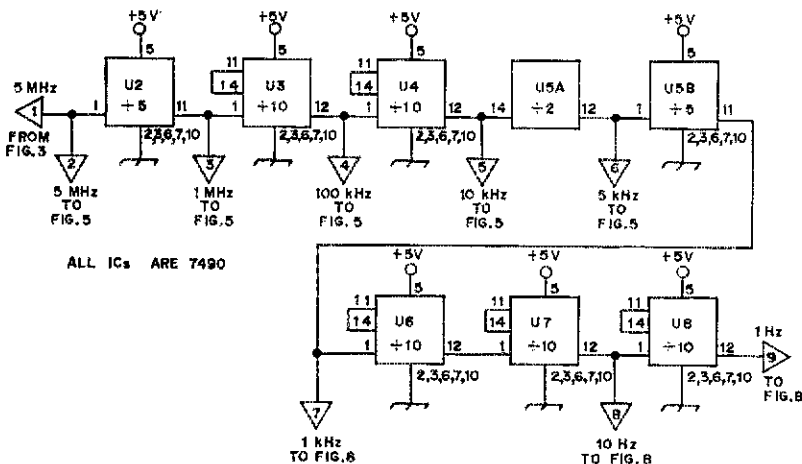 +5V
+5V
+5V
+5V
5 5 5 5
5 MHz
1
FROM
FIG.3
2
5 MHz
TO
FIG.5
1
U2
÷5
11
2,3,6,7,10
3
1 MHz
TO
FIG.5
11
14
1
U3
÷10
12
2,3,6,7,10
4
100 kHz
TO
FIG.5
11
14
1
U4
÷10
12
2,3,6,7,10
5
10 kHz
TO
FIG.5
14
U5A
÷2
12
6
5 kHz
TO
FIG.5
1
U5B
÷5
11
2,3,6,7,10
ALL ICs ARE 7490
+5V
+5V
+5V
5 5 5
7
1 kHz
TO FIG.8
11
14
1
U6
÷10
12
2,3,6,7,10
11
14
1
U7
÷10
12
2,3,6,7,10
8
10 Hz
TO FIG.8
11
14
1
U8
÷10
12
2,3,6,7,10
1 Hz
9
TO
FIG.8